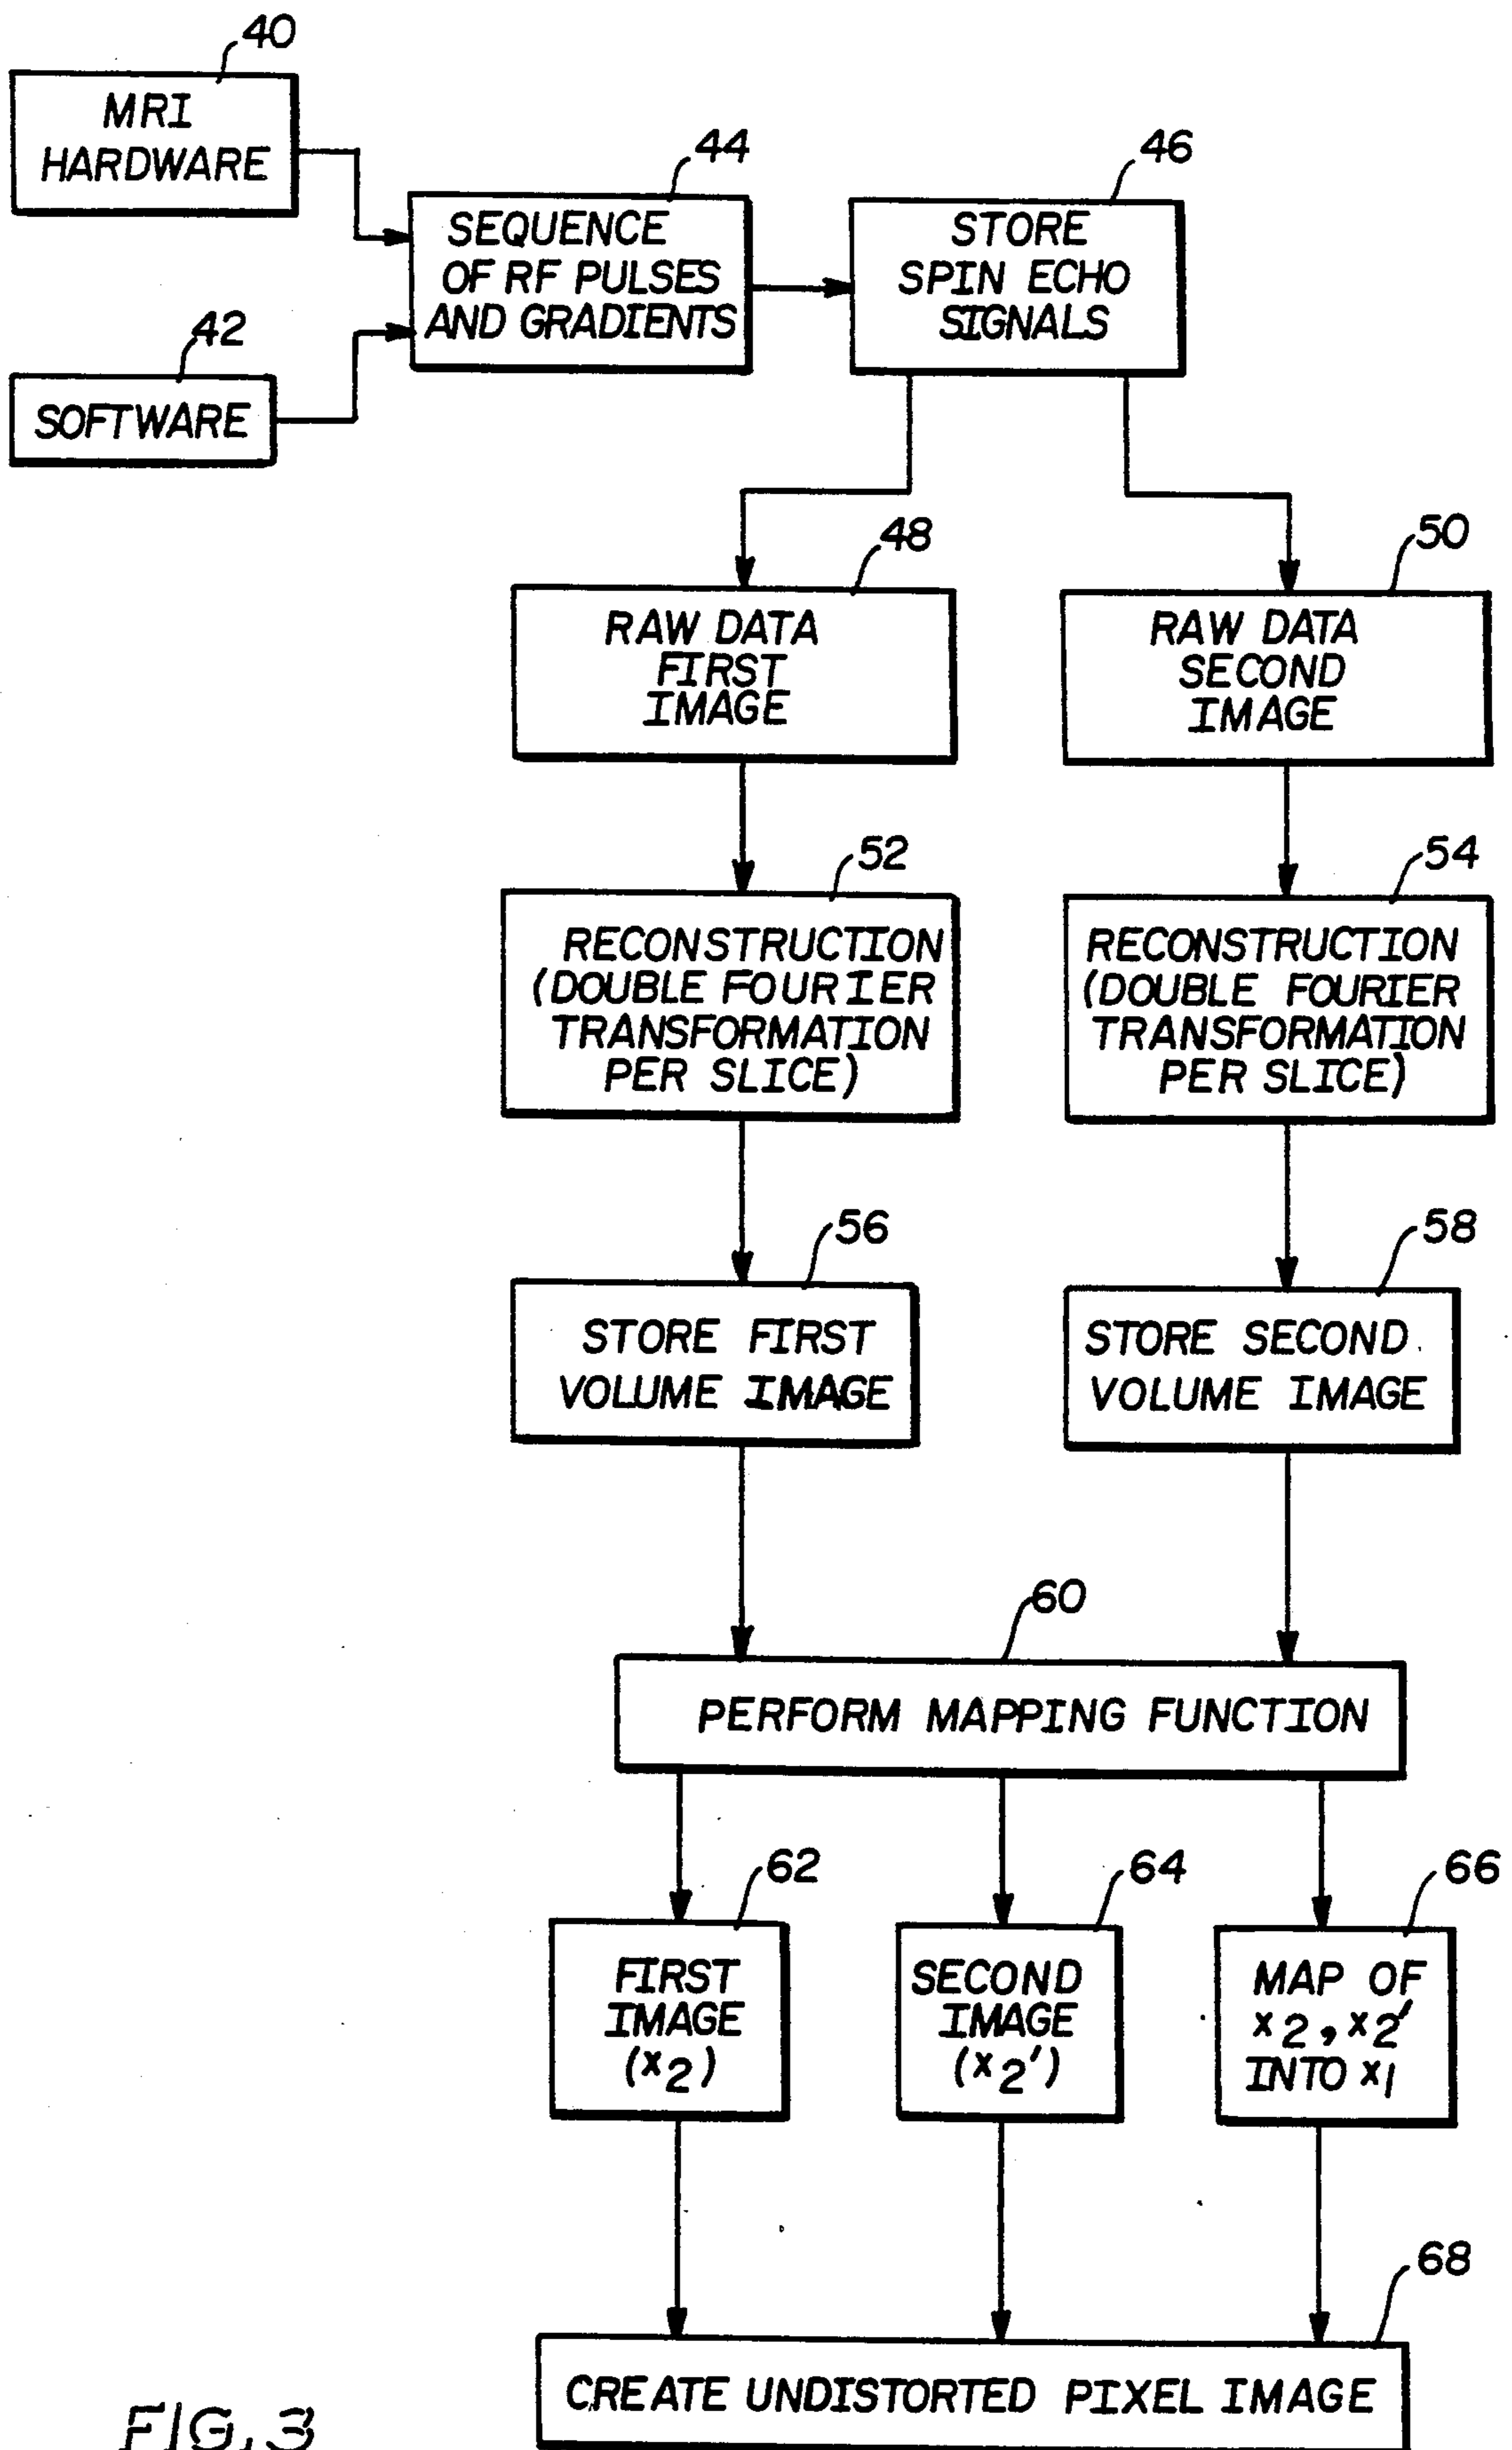 40
MRI
HARDWARE
44
SEQUENCE
OF RF PULSES
AND GRADIENTS
46
STORE
SPIN ECHO
SIGNALS
42
SOFTWARE
48
RAW DATA
FIRST
IMAGE
50
RAW DATA
SECOND
IMAGE
52
RECONSTRUCTION
(DOUBLE FOURIER
TRANSFORMATION
PER SLICE)
54
RECONSTRUCTION
(DOUBLE FOURIER
TRANSFORMATION
PER SLICE)
56
STORE FIRST
VOLUME IMAGE
58
STORE SECOND
VOLUME IMAGE
60
PERFORM MAPPING FUNCTION
62
FIRST
IMAGE
(x2)
64
SECOND
IMAGE
(x2')
66
MAP OF
x2, x2'
INTO x1
68
CREATE UNDISTORTED PIXEL IMAGE
FIG. 3